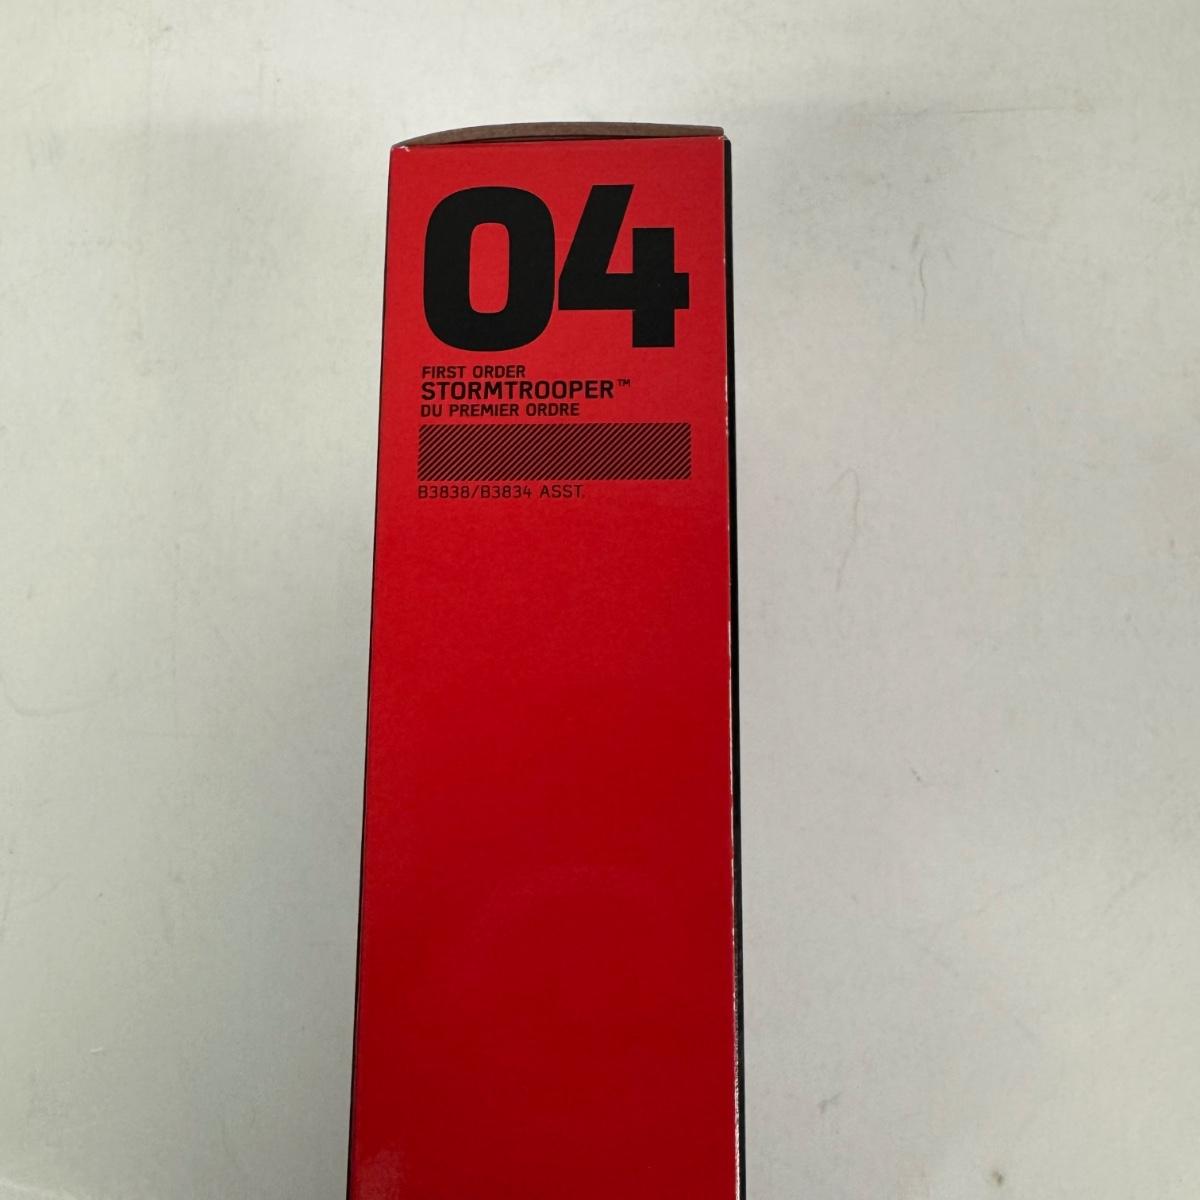 04
FIRST ORDER
STORMTROOPER™
DU PREMIER ORDRE
B3838/B3834 ASST.